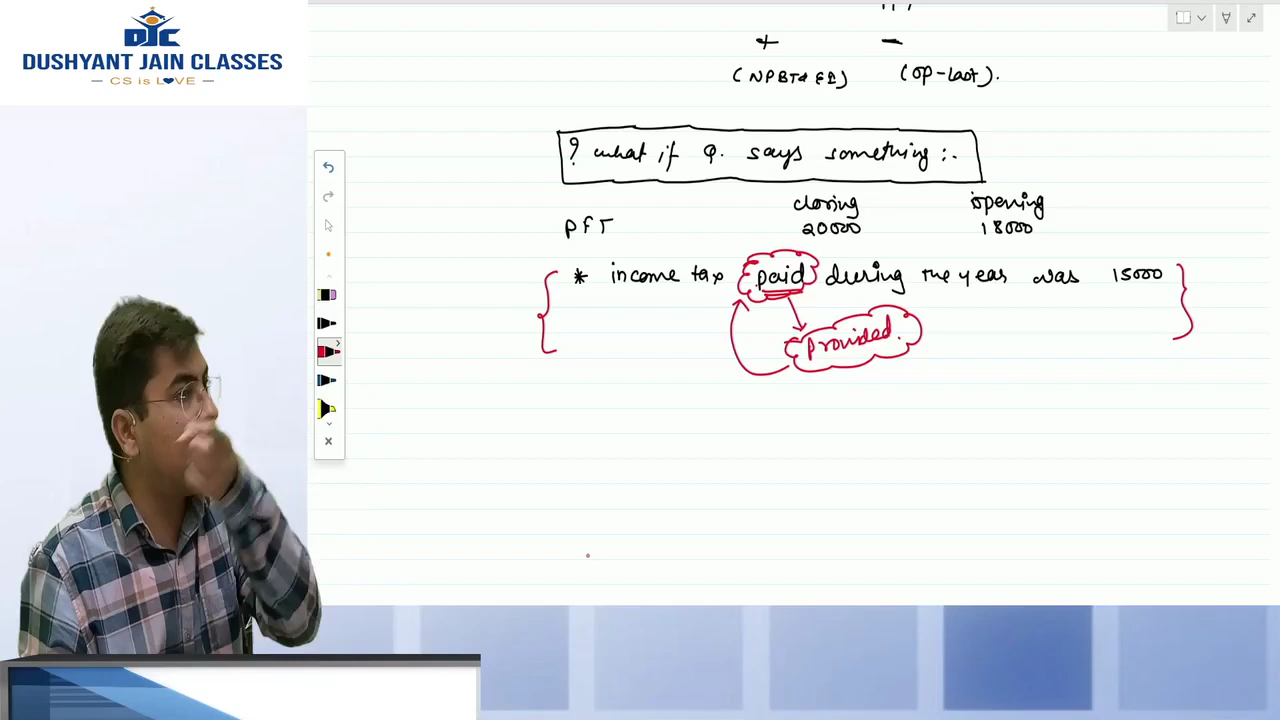 DTC
DUSHYANT JAIN CLASSES
CS is LOVE
+ –
(NPBT & EI) (op-last).
? what if Q. says something :-
closing opening
PFT 20000 18000
* income tax paid during the year was 15000
provided.